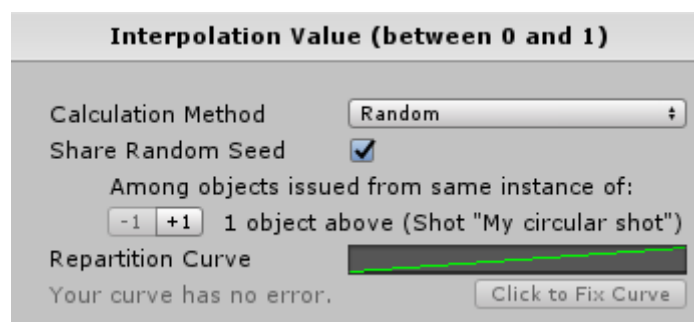 Interpolation Value (between 0 and 1)
Calculation Method Random
Share Random Seed
Among objects issued from same instance of:
-1 +1 1 object above (Shot "My circular shot")
Repartition Curve
Your curve has no error. Click to Fix Curve